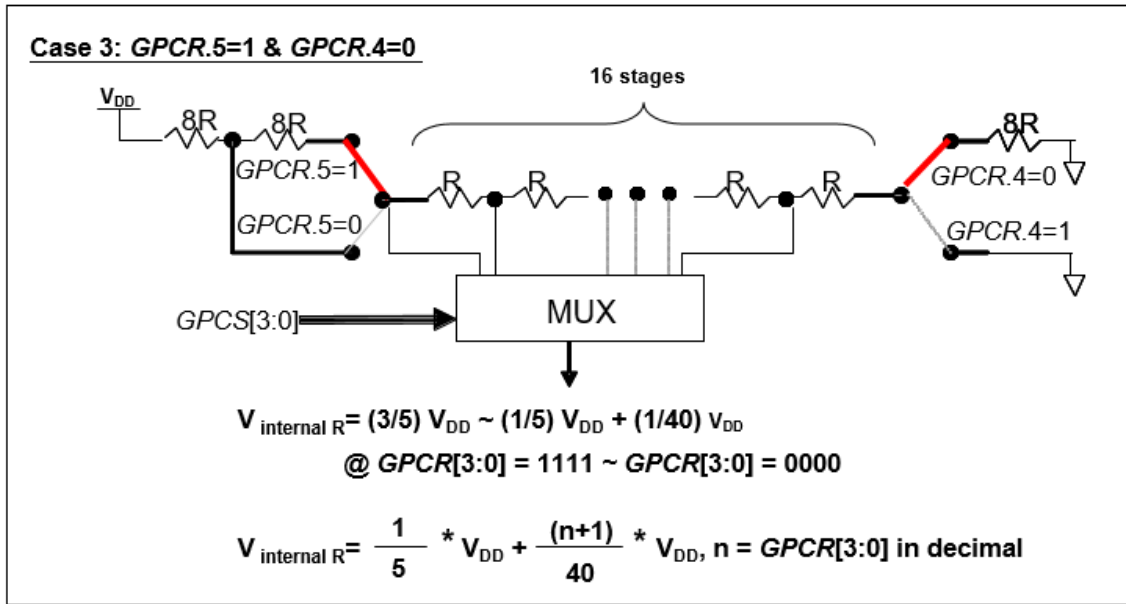 Case 3: GPCR.5=1 & GPCR.4=0
16 stages
VDD
8R 8R 8R
GPCR.5=1 R R R R GPCR.4=0
GPCR.5=0 GPCR.4=1
MUX
GPCS[3:0]
V internal R= (3/5) VDD ~ (1/5) VDD + (1/40) VDD
@ GPCR[3:0] = 1111 ~ GPCR[3:0] = 0000
V internal R= 1/5 * VDD + (n+1)/40 * VDD, n = GPCR[3:0] in decimal